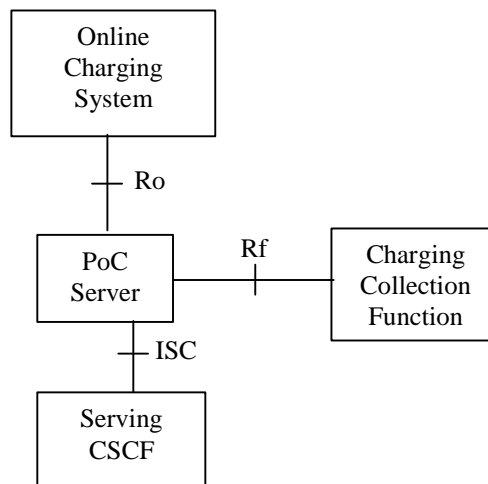 Online
Charging
System
Ro
PoC
Server
Rf
Charging
Collection
Function
ISC
Serving
CSCF